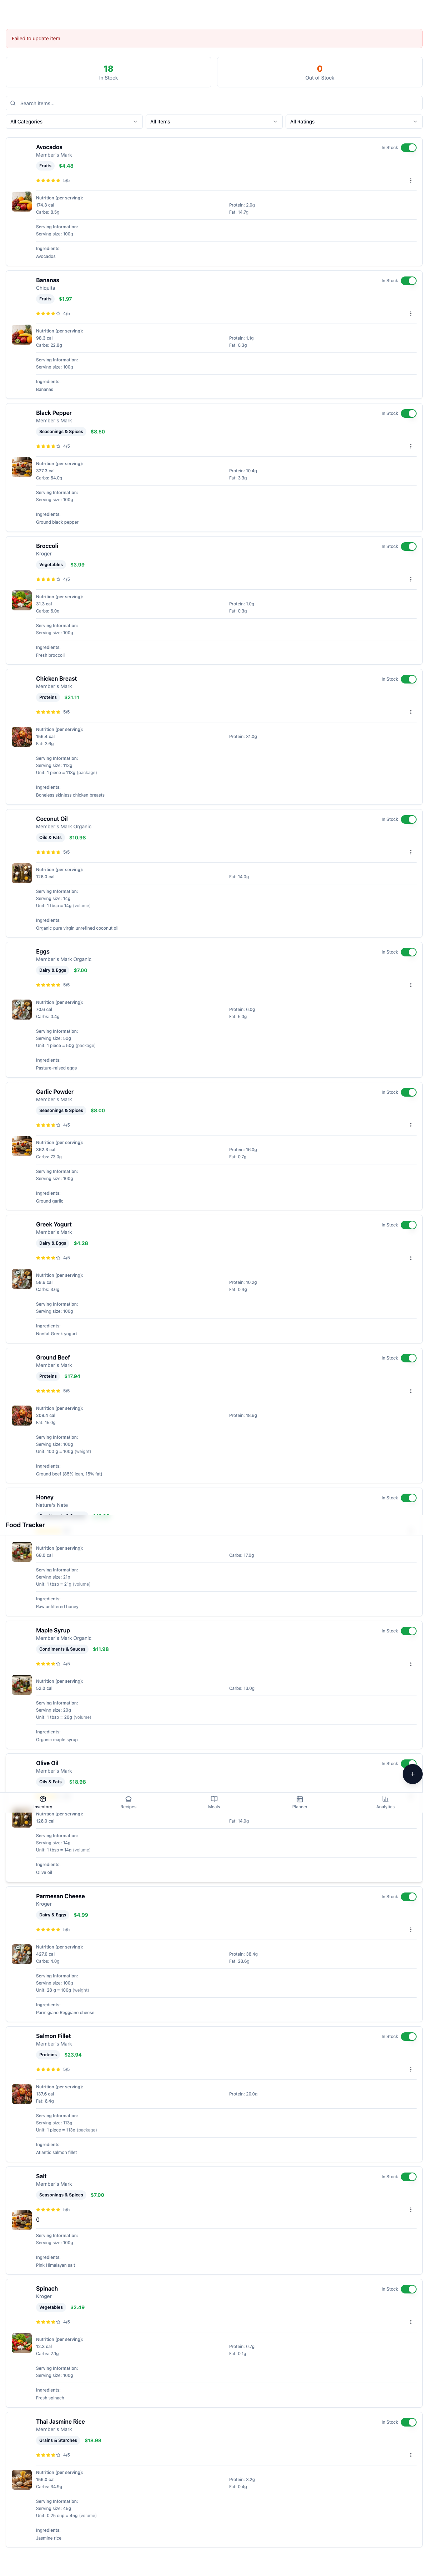 Failed to update item
18
In Stock
0
Out of Stock
Search items...
All Categories
All Items
All Ratings
Avocados
In Stock
Member's Mark
Fruits $4.48
5/5
Nutrition (per serving):
174.3 cal
Protein: 2.0g
Carbs: 8.5g
Fat: 14.7g
Serving Information:
Serving size: 100g
Ingredients:
Avocados
Bananas
In Stock
Chiquita
Fruits $1.97
4/5
Nutrition (per serving):
98.3 cal
Protein: 1.1g
Carbs: 22.8g
Fat: 0.3g
Serving Information:
Serving size: 100g
Ingredients:
Bananas
Black Pepper
In Stock
Member's Mark
Seasonings & Spices $8.50
4/5
Nutrition (per serving):
327.3 cal
Protein: 10.4g
Carbs: 64.0g
Fat: 3.3g
Serving Information:
Serving size: 100g
Ingredients:
Ground black pepper
Broccoli
In Stock
Kroger
Vegetables $3.99
4/5
Nutrition (per serving):
31.3 cal
Protein: 1.0g
Carbs: 6.0g
Fat: 0.3g
Serving Information:
Serving size: 100g
Ingredients:
Fresh broccoli
Chicken Breast
In Stock
Member's Mark
Proteins $21.11
5/5
Nutrition (per serving):
156.4 cal
Protein: 31.0g
Fat: 3.6g
Serving Information:
Serving size: 113g
Unit: 1 piece = 113g (package)
Ingredients:
Boneless skinless chicken breasts
Coconut Oil
In Stock
Member's Mark Organic
Oils & Fats $10.98
5/5
Nutrition (per serving):
126.0 cal
Fat: 14.0g
Serving Information:
Serving size: 14g
Unit: 1 tbsp = 14g (volume)
Ingredients:
Organic pure virgin unrefined coconut oil
Eggs
In Stock
Member's Mark Organic
Dairy & Eggs $7.00
5/5
Nutrition (per serving):
70.6 cal
Protein: 6.0g
Carbs: 0.4g
Fat: 5.0g
Serving Information:
Serving size: 50g
Unit: 1 piece = 50g (package)
Ingredients:
Pasture-raised eggs
Garlic Powder
In Stock
Member's Mark
Seasonings & Spices $8.00
4/5
Nutrition (per serving):
362.3 cal
Protein: 16.0g
Carbs: 73.0g
Fat: 0.7g
Serving Information:
Serving size: 100g
Ingredients:
Ground garlic
Greek Yogurt
In Stock
Member's Mark
Dairy & Eggs $4.28
4/5
Nutrition (per serving):
58.8 cal
Protein: 10.2g
Carbs: 3.6g
Fat: 0.4g
Serving Information:
Serving size: 100g
Ingredients:
Nonfat Greek yogurt
Ground Beef
In Stock
Member's Mark
Proteins $17.94
5/5
Nutrition (per serving):
209.4 cal
Protein: 18.6g
Fat: 15.0g
Serving Information:
Serving size: 100g
Unit: 100 g = 100g (weight)
Ingredients:
Ground beef (85% lean, 15% fat)
Honey
In Stock
Nature's Nate
Food Tracker
Nutrition (per serving):
68.0 cal
Carbs: 17.0g
Serving Information:
Serving size: 21g
Unit: 1 tbsp = 21g (volume)
Ingredients:
Raw unfiltered honey
Maple Syrup
In Stock
Member's Mark Organic
Condiments & Sauces $11.98
4/5
Nutrition (per serving):
52.0 cal
Carbs: 13.0g
Serving Information:
Serving size: 20g
Unit: 1 tbsp = 20g (volume)
Ingredients:
Organic maple syrup
Olive Oil
In Stock
Member's Mark
Oils & Fats $18.98
Inventory
Recipes
Meals
Planner
Analytics
Nutrition (per serving):
126.0 cal
Fat: 14.0g
Serving Information:
Serving size: 14g
Unit: 1 tbsp = 14g (volume)
Ingredients:
Olive oil
Parmesan Cheese
In Stock
Kroger
Dairy & Eggs $4.99
5/5
Nutrition (per serving):
427.0 cal
Protein: 38.4g
Carbs: 4.0g
Fat: 28.6g
Serving Information:
Serving size: 100g
Unit: 28 g = 100g (weight)
Ingredients:
Parmigiano Reggiano cheese
Salmon Fillet
In Stock
Member's Mark
Proteins $23.94
5/5
Nutrition (per serving):
137.6 cal
Protein: 20.0g
Fat: 6.4g
Serving Information:
Serving size: 113g
Unit: 1 piece = 113g (package)
Ingredients:
Atlantic salmon fillet
Salt
In Stock
Member's Mark
Seasonings & Spices $7.00
5/5
0
Serving Information:
Serving size: 100g
Ingredients:
Pink Himalayan salt
Spinach
In Stock
Kroger
Vegetables $2.49
4/5
Nutrition (per serving):
12.3 cal
Protein: 0.7g
Carbs: 2.1g
Fat: 0.1g
Serving Information:
Serving size: 100g
Ingredients:
Fresh spinach
Thai Jasmine Rice
In Stock
Member's Mark
Grains & Starches $18.98
4/5
Nutrition (per serving):
156.0 cal
Protein: 3.2g
Carbs: 34.9g
Fat: 0.4g
Serving Information:
Serving size: 45g
Unit: 0.25 cup = 45g (volume)
Ingredients:
Jasmine rice